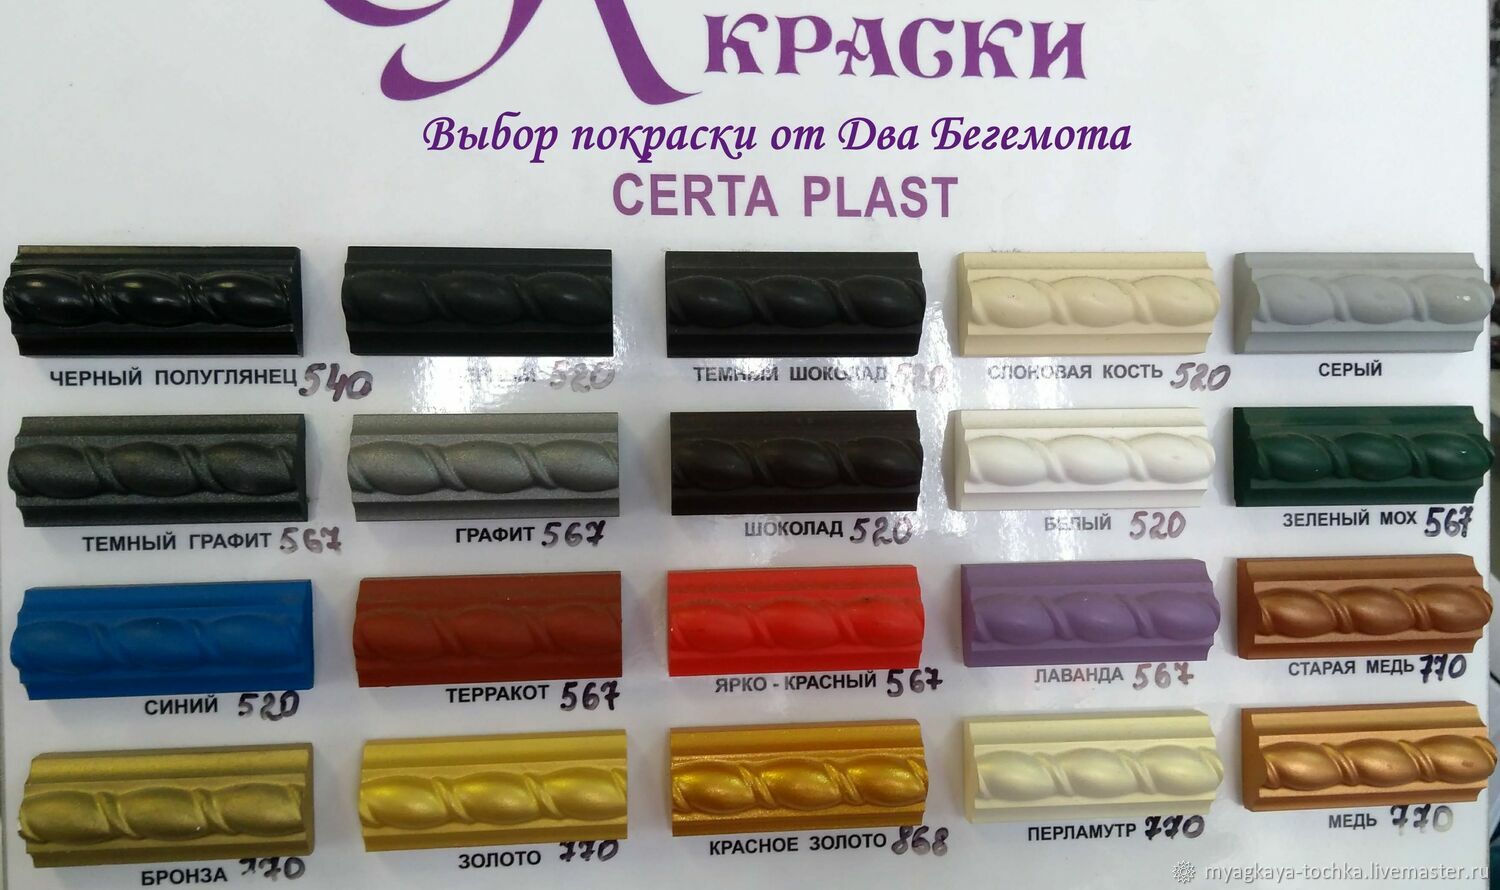 КРАСКИ
Выбор покраски от Два Бегемота
CERTA PLAST
ЧЕРНЫЙ ПОЛУГЛЯНЕЦ 540
520
ТЕМНЫЙ ШОКОЛАД 520
СЛОНОВАЯ КОСТЬ 520
СЕРЫЙ
ТЕМНЫЙ ГРАФИТ 567
ГРАФИТ 567
ШОКОЛАД 520
БЕЛЫЙ 520
ЗЕЛЕНЫЙ МОХ 567
СИНИЙ 520
ТЕРРАКОТ 567
ЯРКО - КРАСНЫЙ 567
ЛАВАНДА 567
СТАРАЯ МЕДЬ 770
БРОНЗА 770
ЗОЛОТО 770
КРАСНОЕ ЗОЛОТО 868
ПЕРЛАМУТР 770
МЕДЬ 770
myagkaya-tochka.livemaster.ru